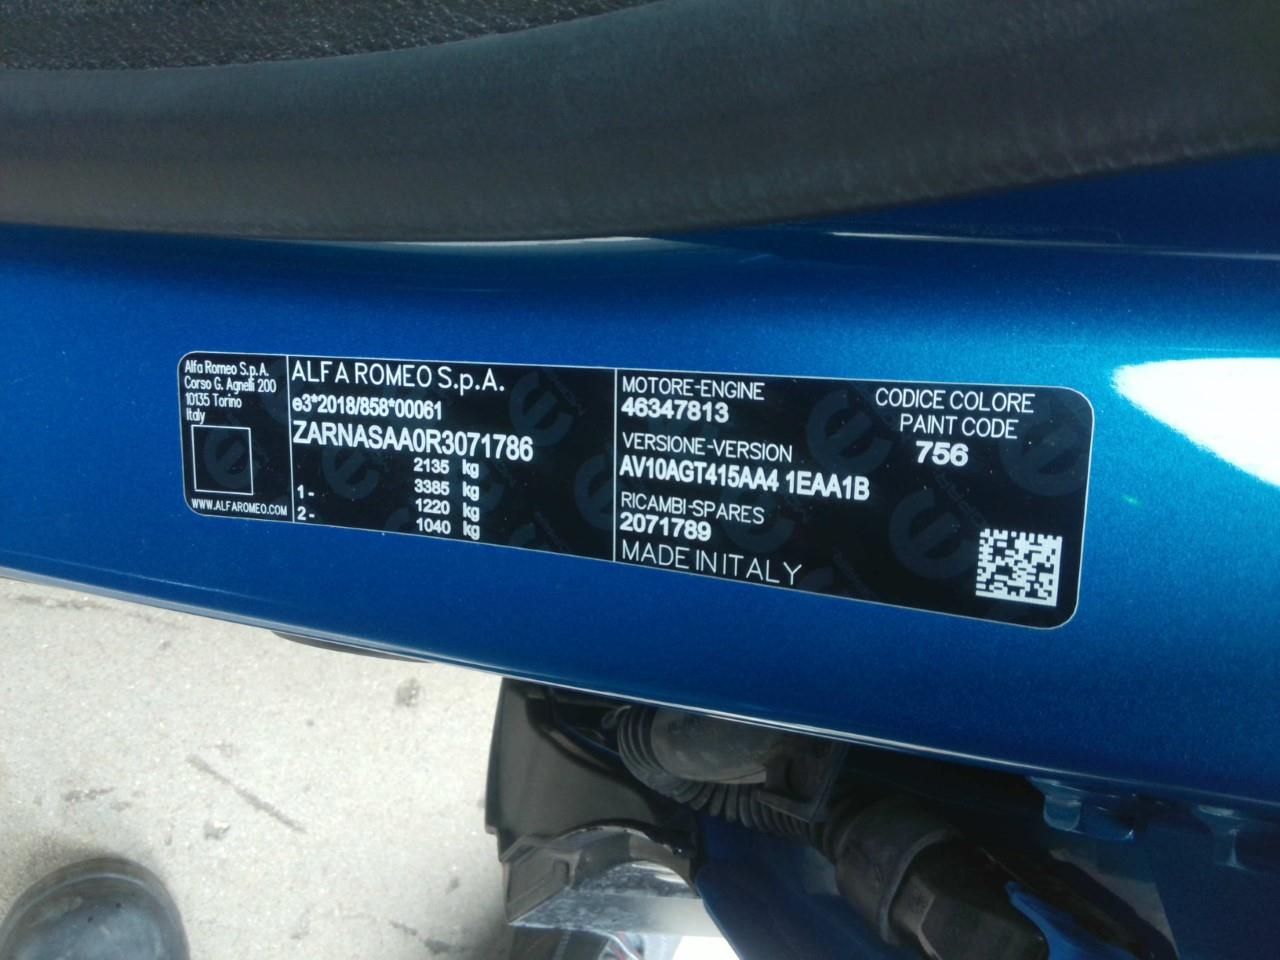 Alfa Romeo S.p.A.
Corso G. Agnelli 200
10135 Torino
Italy
WWW.ALFAROMEO.COM
ALFA ROMEO S.p.A.
e3*2018/858*00061
ZARNASAA0R3071786
2135 kg
3385 kg
1- 1220 kg
2- 1040 kg
MOTORE-ENGINE
46347813
VERSIONE-VERSION
AV10AGT415AA4 1EAA1B
RICAMBI-SPARES
2071789
MADE IN ITALY
CODICE COLORE
PAINT CODE
756